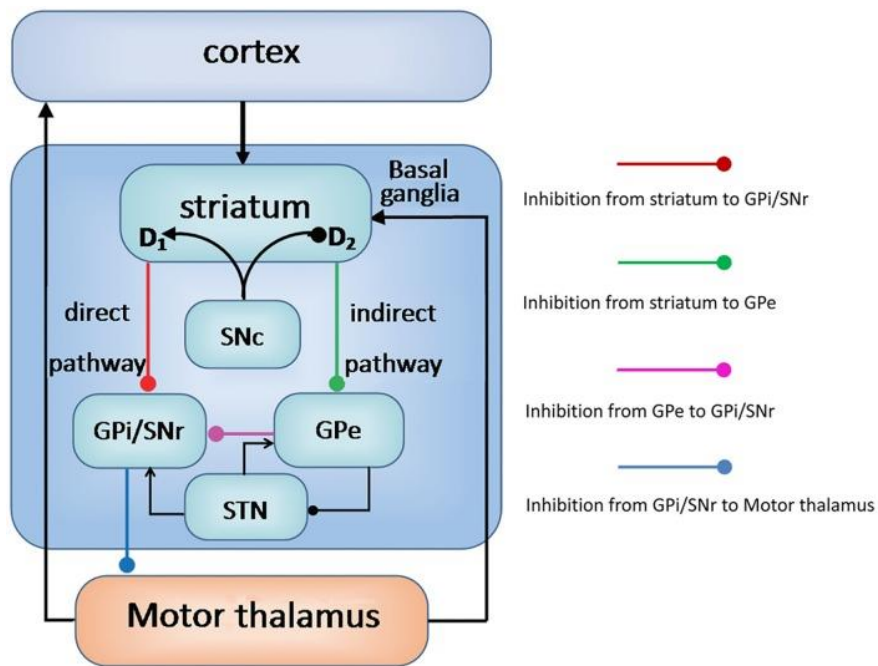 cortex
Basal
ganglia
striatum
D₁
D₂
direct
pathway
SNc
indirect
pathway
GPi/SNr
GPe
STN
Motor thalamus
Inhibition from striatum to GPi/SNr
Inhibition from striatum to GPe
Inhibition from GPe to GPi/SNr
Inhibition from GPi/SNr to Motor thalamus